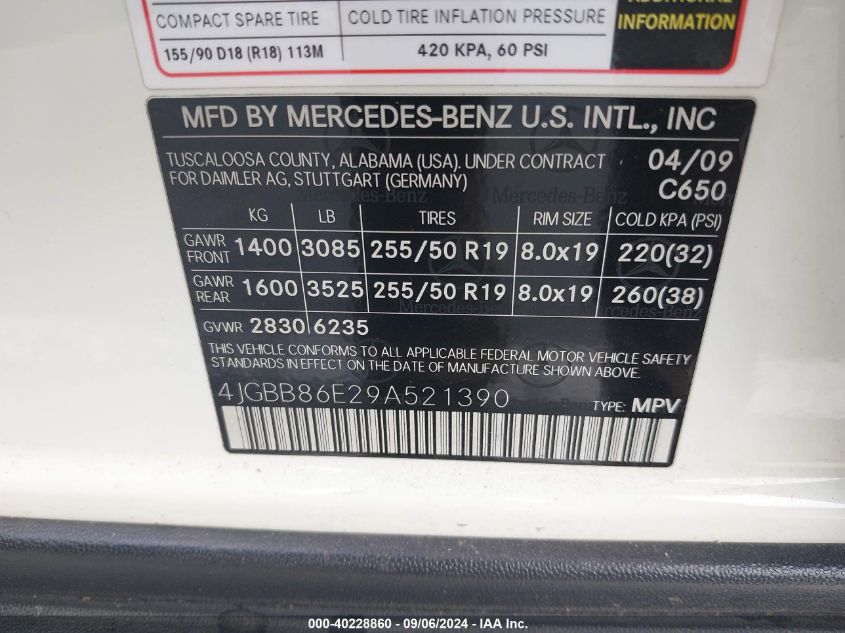 ADDITIONAL
INFORMATION
COMPACT SPARE TIRE COLD TIRE INFLATION PRESSURE
155/90 D18 (R18) 113M 420 KPA, 60 PSI
MFD BY MERCEDES-BENZ U.S. INTL., INC
TUSCALOOSA COUNTY, ALABAMA (USA). UNDER CONTRACT 04/09
FOR DAIMLER AG, STUTTGART (GERMANY) C650
KG LB TIRES RIM SIZE COLD KPA (PSI)
GAWR FRONT 1400 3085 255/50 R19 8.0x19 220(32)
GAWR REAR 1600 3525 255/50 R19 8.0x19 260(38)
GVWR 2830 6235
THIS VEHICLE CONFORMS TO ALL APPLICABLE FEDERAL MOTOR VEHICLE SAFETY
STANDARDS IN EFFECT ON THE DATE OF MANUFACTURE SHOWN ABOVE.
4JGBB86E29A521390 TYPE: MPV
000-40228860 - 09/06/2024 - IAA Inc.